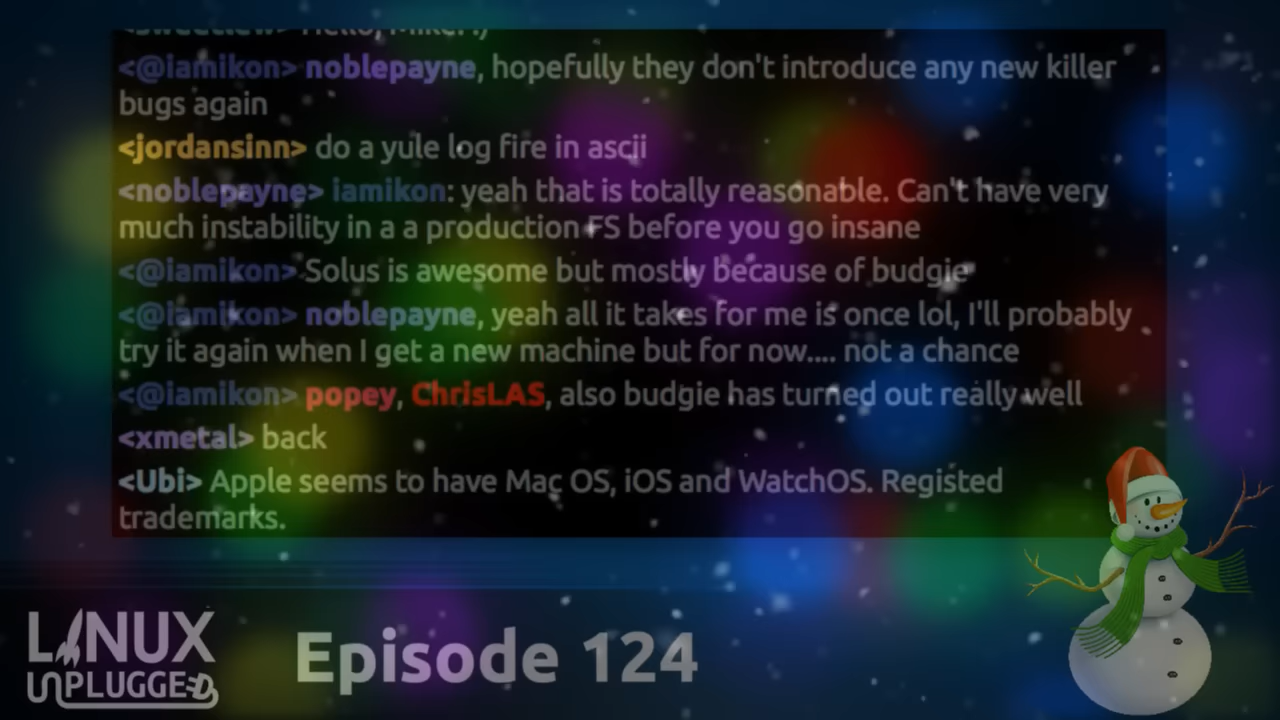 <sweetlew> Hello, Mike! :)
<@iamikon> noblepayne, hopefully they don't introduce any new killer
bugs again
<jordansinn> do a yule log fire in ascii
<noblepayne> iamikon: yeah that is totally reasonable. Can't have very
much instability in a a production FS before you go insane
<@iamikon> Solus is awesome but mostly because of budgie
<@iamikon> noblepayne, yeah all it takes for me is once lol, I'll probably
try it again when I get a new machine but for now.... not a chance
<@iamikon> popey, ChrisLAS, also budgie has turned out really well
<xmetal> back
<Ubi> Apple seems to have Mac OS, iOS and WatchOS. Registed
trademarks.
LINUX
UNPLUGGED
Episode 124